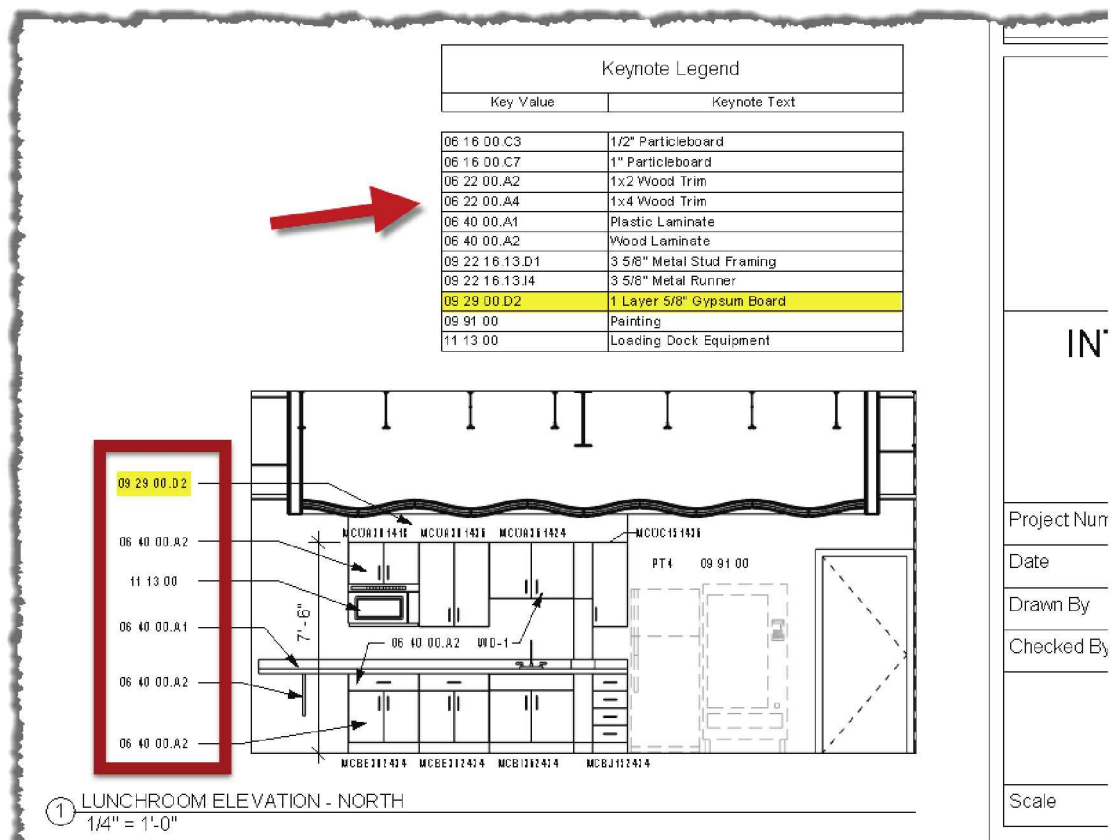 Keynote Legend
Key Value Keynote Text
06 16 00.C3 1/2" Particleboard
06 16 00.C7 1" Particleboard
06 22 00.A2 1x2 Wood Trim
06 22 00.A4 1x4 Wood Trim
06 40 00.A1 Plastic Laminate
06 40 00.A2 Wood Laminate
09 22 16.13.D1 3 5/8" Metal Stud Framing
09 22 16.13.I4 3 5/8" Metal Runner
09 29 00.D2 1 Layer 5/8" Gypsum Board
09 91 00 Painting
11 13 00 Loading Dock Equipment
IN
09 29 00.D2
MCUA361424 MCUC151436
06 40 00.A2
PT4 09 91 00
11 13 00
7'-6"
06 40 00.A1
06 40 00.A2 WD-1
06 40 00.A2
06 40 00.A2
1 LUNCHROOM ELEVATION - NORTH
1/4" = 1'-0"
Project Num
Date
Drawn By
Checked By
Scale